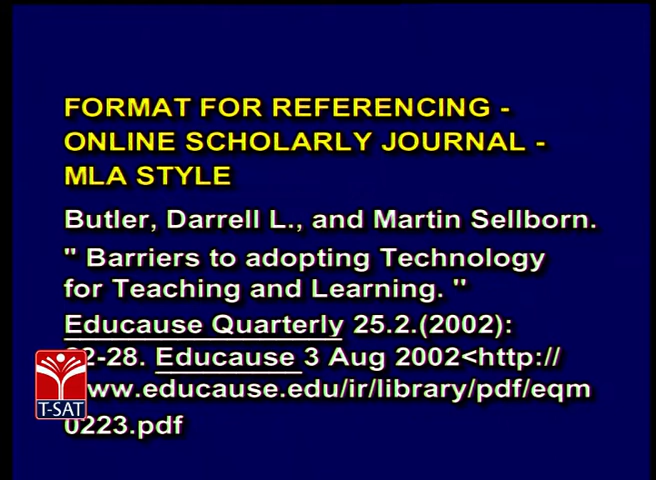 FORMAT FOR REFERENCING -
ONLINE SCHOLARLY JOURNAL -
MLA STYLE
Butler, Darrell L., and Martin Sellborn.
" Barriers to adopting Technology
for Teaching and Learning. "
Educause Quarterly 25.2.(2002):
2-28. Educause 3 Aug 2002<http://
ww.educause.edu/ir/library/pdf/eqm
0223.pdf
T-SAT